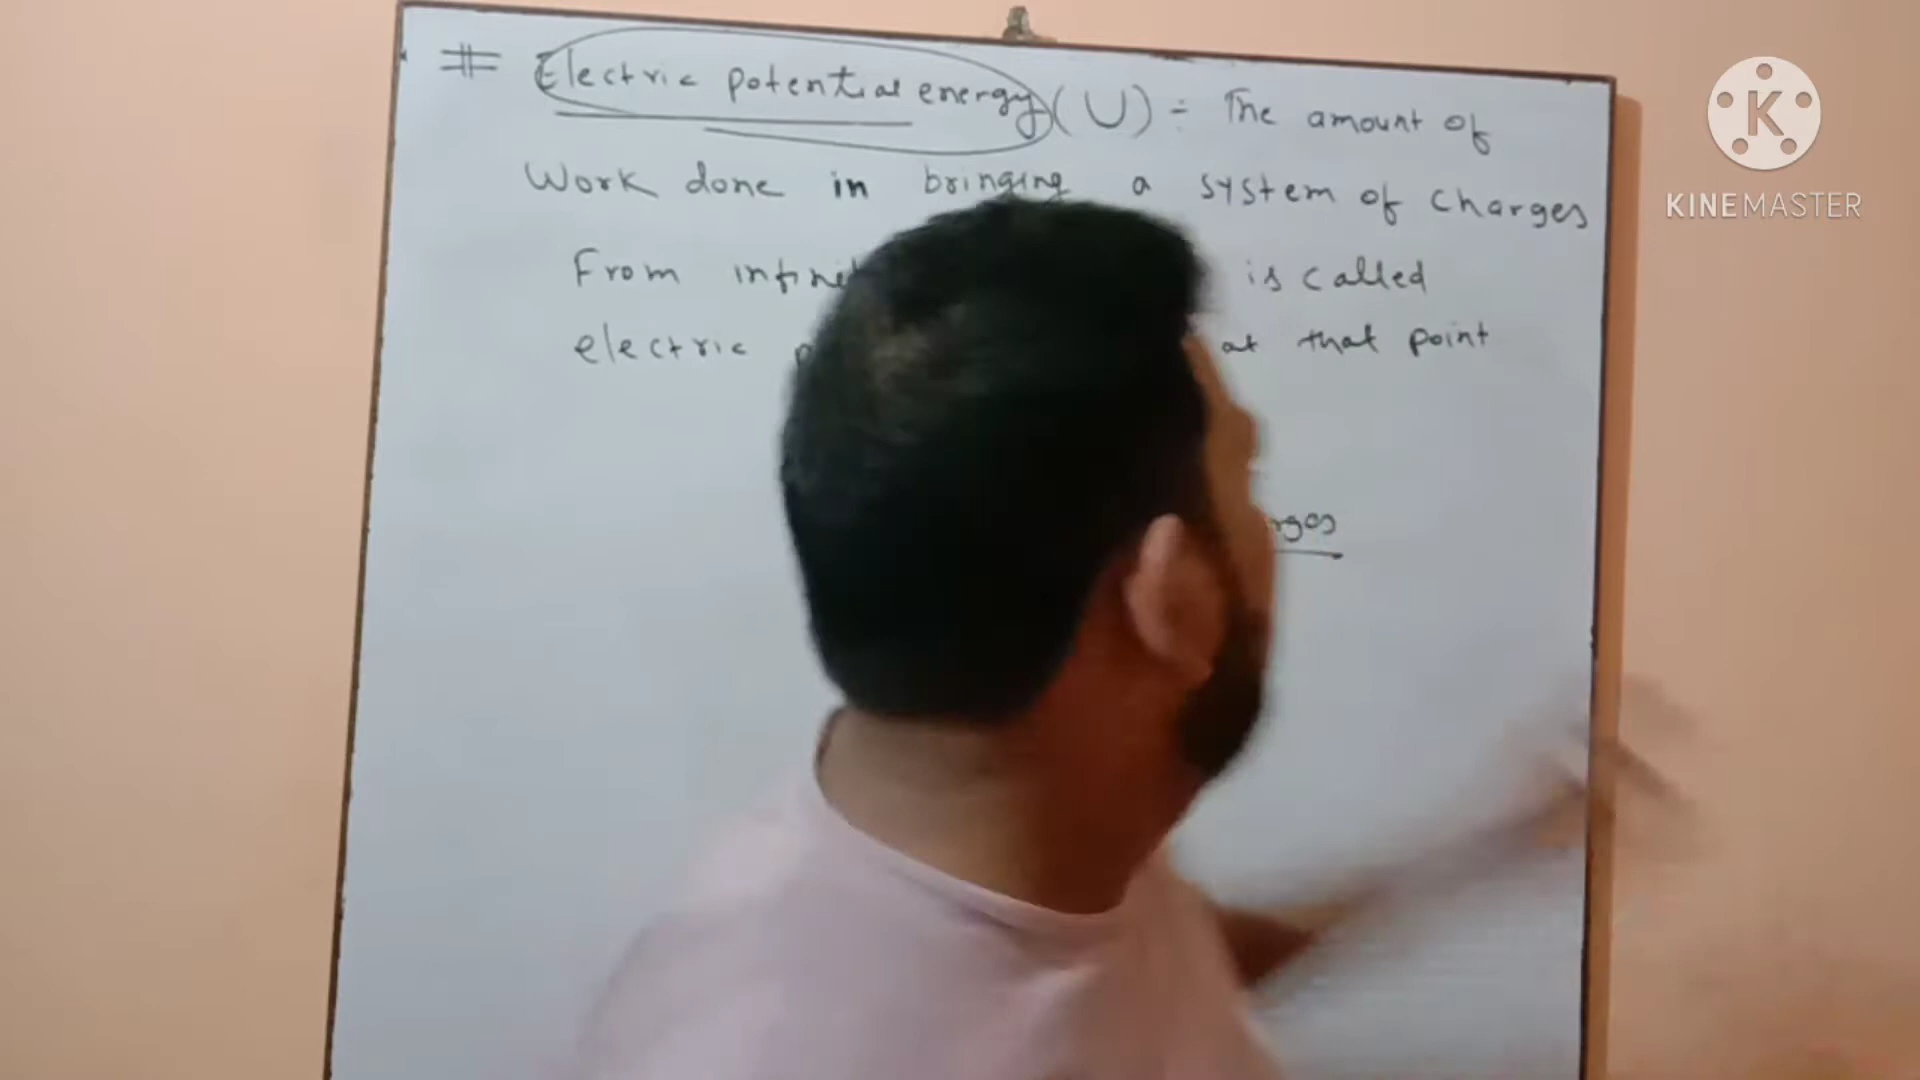 # Electric potential energy (U) ÷ The amount of
Work done in bringing a system of charges
From is called
electric at that point
K
KINEMASTER